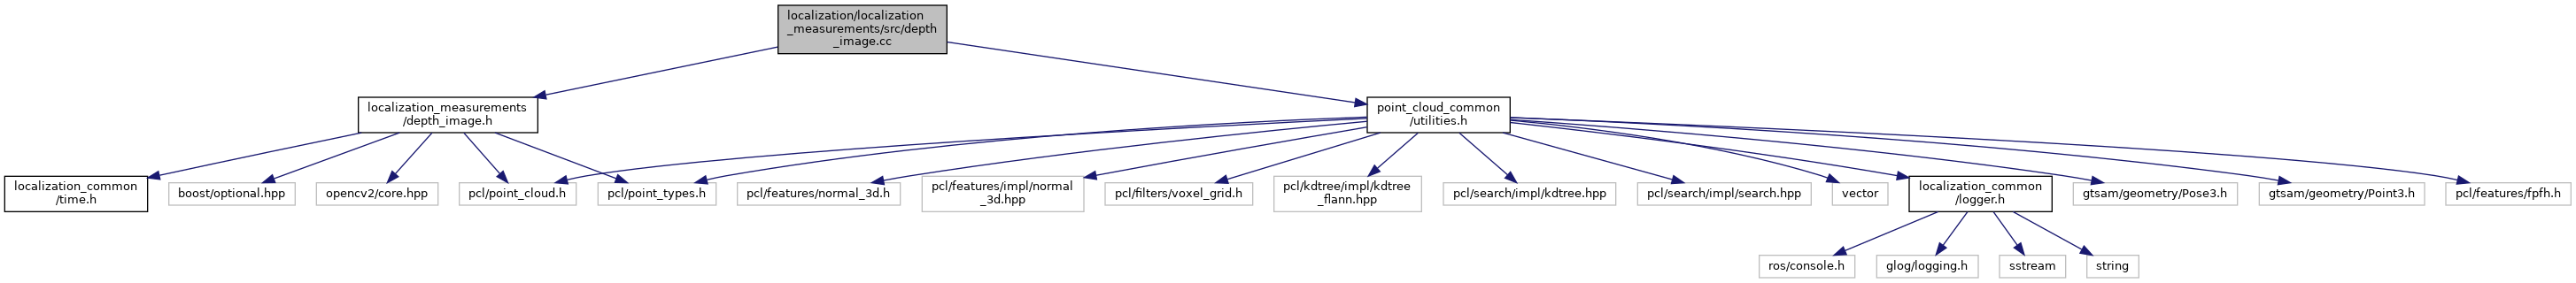 localization/localization
_measurements/src/depth
_image.cc
localization_measurements
/depth_image.h
point_cloud_common
/utilities.h
localization_common
/time.h
boost/optional.hpp
opencv2/core.hpp
pcl/point_cloud.h
pcl/point_types.h
pcl/features/normal_3d.h
pcl/features/impl/normal
_3d.hpp
pcl/filters/voxel_grid.h
pcl/kdtree/impl/kdtree
_flann.hpp
pcl/search/impl/kdtree.hpp
pcl/search/impl/search.hpp
vector
localization_common
/logger.h
gtsam/geometry/Pose3.h
gtsam/geometry/Point3.h
pcl/features/fpfh.h
ros/console.h
glog/logging.h
sstream
string